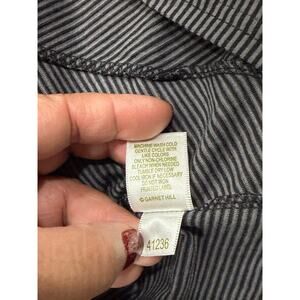 MACHINE WASH COLD
GENTLE CYCLE WITH
LIKE COLORS
ONLY NON-CHLORINE
BLEACH WHEN NEEDED
TUMBLE DRY LOW
COOL IRON IF NECESSARY
DO NOT IRON
PRINTED LABEL
© GARNET HILL
41236